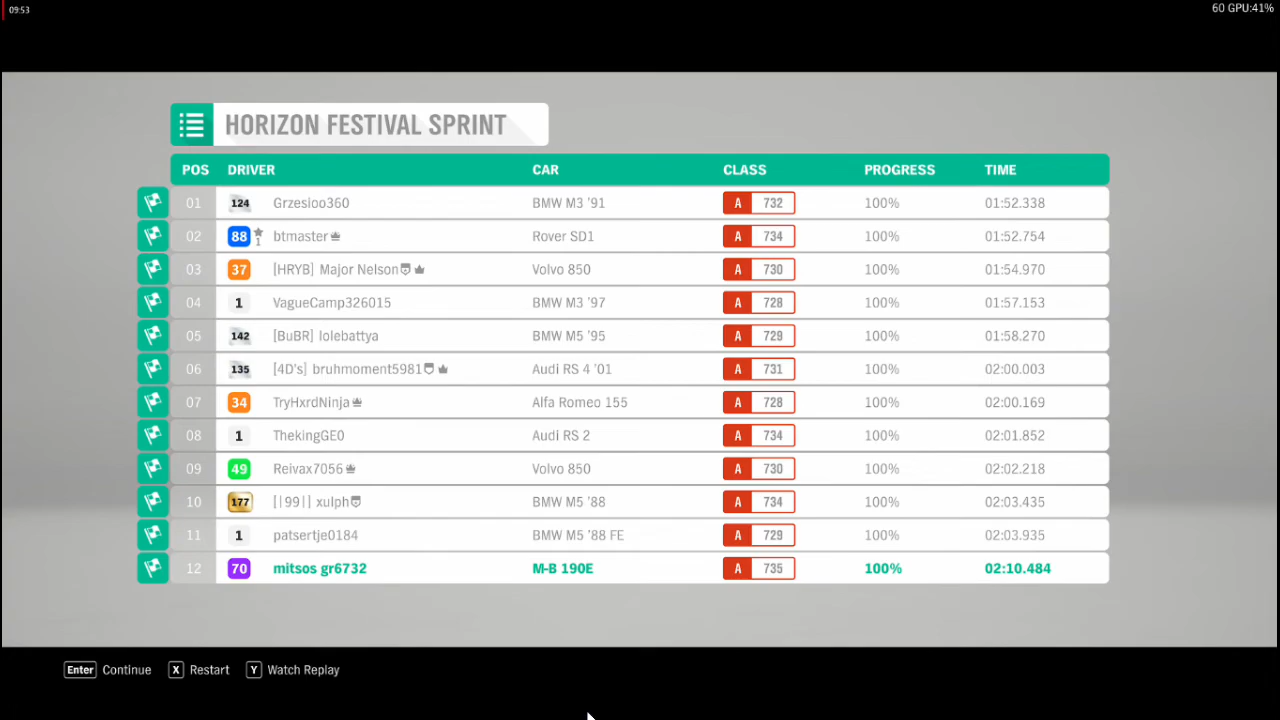 09:53
60 GPU:41%
HORIZON FESTIVAL SPRINT
POS DRIVER CAR CLASS PROGRESS TIME
01 124 Grzesioo360 BMW M3 '91 A 732 100% 01:52.338
02 88 1 btmaster Rover SD1 A 734 100% 01:52.754
03 37 [HRYB] Major Nelson Volvo 850 A 730 100% 01:54.970
04 1 VagueCamp326015 BMW M3 '97 A 728 100% 01:57.153
05 142 [BuBR] lolebattya BMW M5 '95 A 729 100% 01:58.270
06 135 [4D's] bruhmoment5981 Audi RS 4 '01 A 731 100% 02:00.003
07 34 TryHxrdNinja Alfa Romeo 155 A 728 100% 02:00.169
08 1 ThekingGE0 Audi RS 2 A 734 100% 02:01.852
09 49 Reivax7056 Volvo 850 A 730 100% 02:02.218
10 177 [|99|] xulph BMW M5 '88 A 734 100% 02:03.435
11 1 patsertje0184 BMW M5 '88 FE A 729 100% 02:03.935
12 70 mitsos gr6732 M-B 190E A 735 100% 02:10.484
Enter Continue X Restart Y Watch Replay